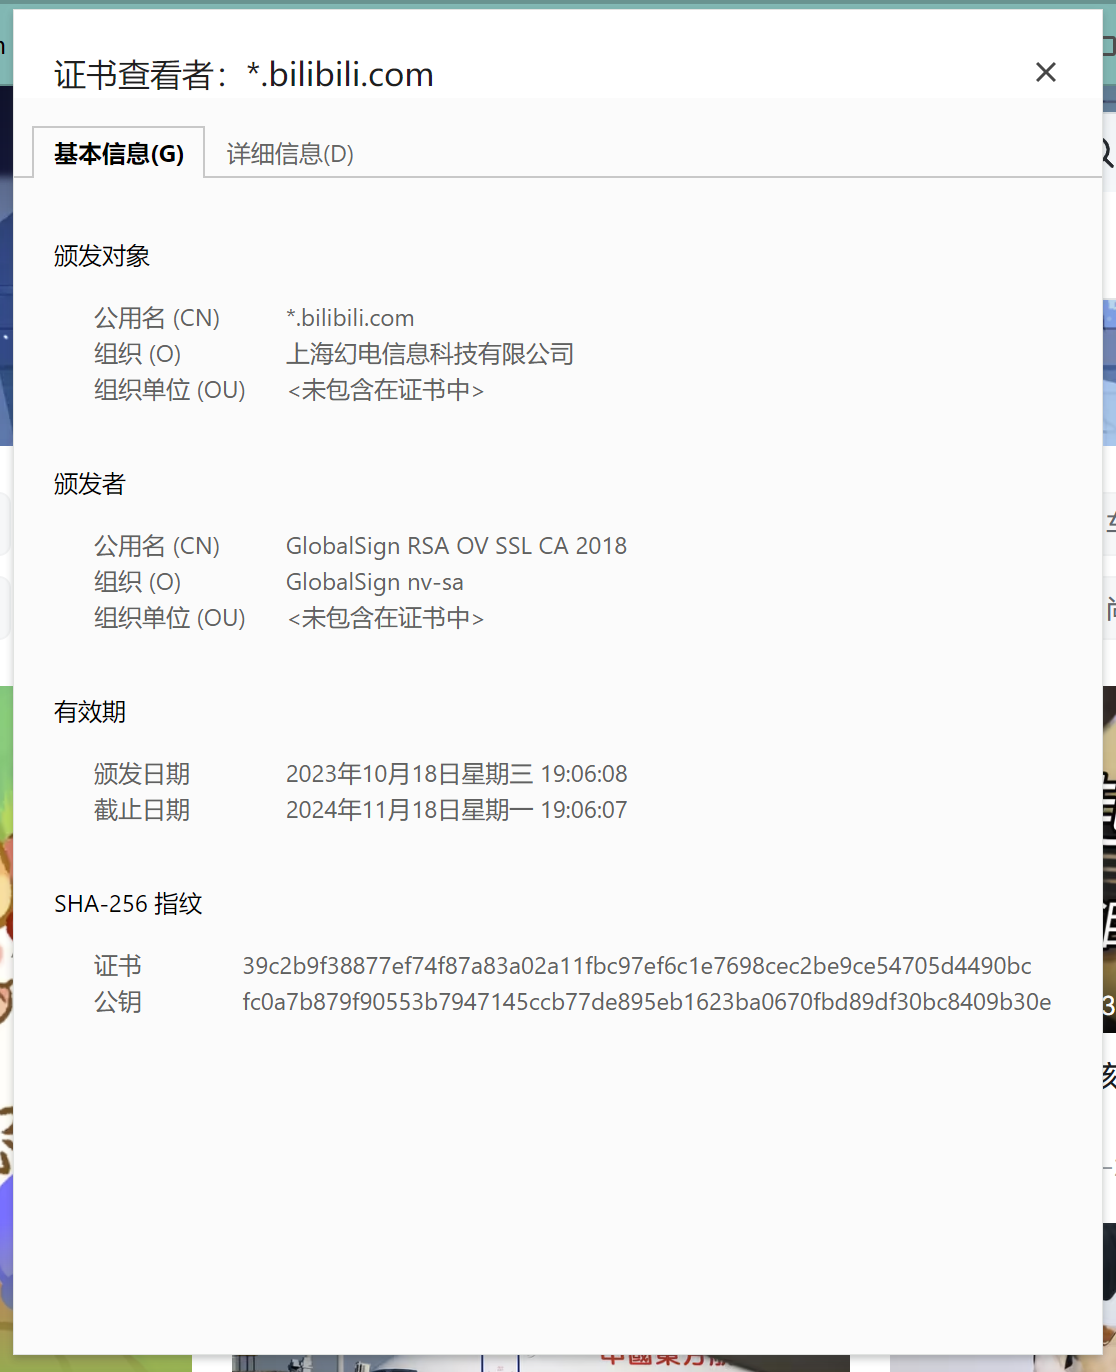 证书查看者：*.bilibili.com
基本信息(G) 详细信息(D)
颁发对象
公用名 (CN) *.bilibili.com
组织 (O) 上海幻电信息科技有限公司
组织单位 (OU) <未包含在证书中>
颁发者
公用名 (CN) GlobalSign RSA OV SSL CA 2018
组织 (O) GlobalSign nv-sa
组织单位 (OU) <未包含在证书中>
有效期
颁发日期 2023年10月18日星期三 19:06:08
截止日期 2024年11月18日星期一 19:06:07
SHA-256 指纹
证书 39c2b9f38877ef74f87a83a02a11fbc97ef6c1e7698cec2be9ce54705d4490bc
公钥 fc0a7b879f90553b7947145ccb77de895eb1623ba0670fbd89df30bc8409b30e